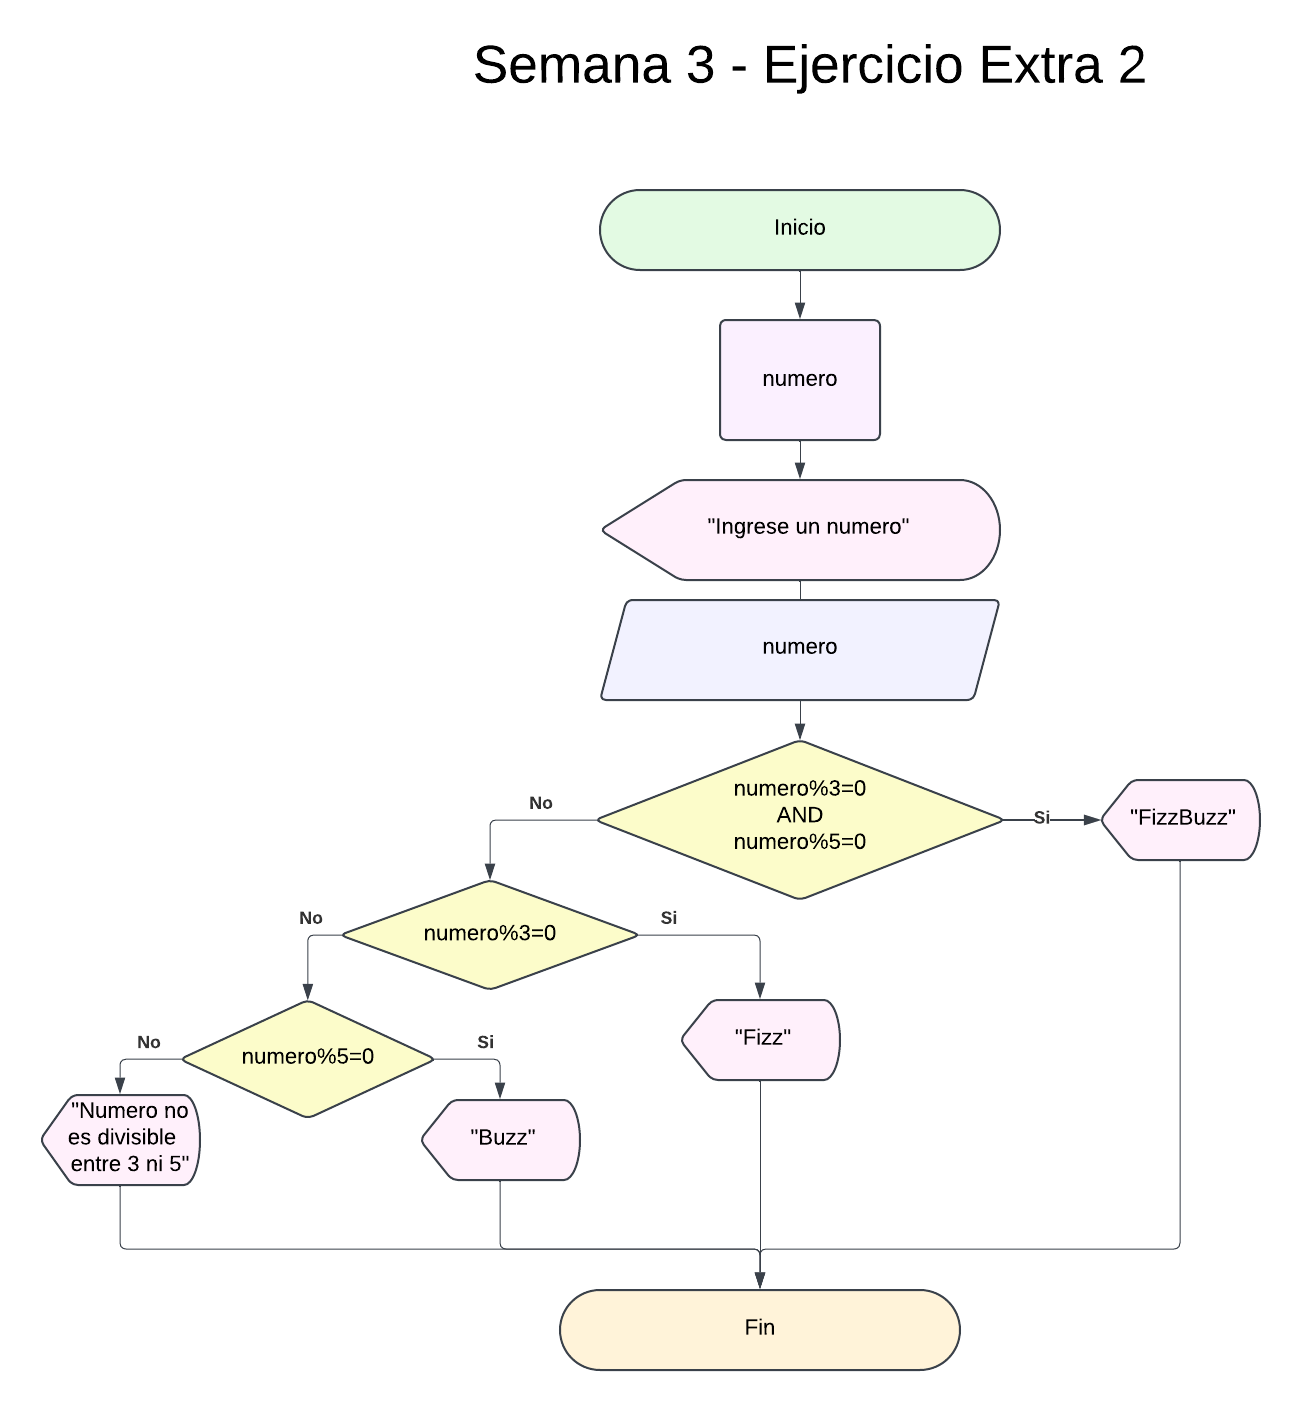 Semana 3 - Ejercicio Extra 2
Inicio
numero
"Ingrese un numero"
numero
numero%3=0
AND
numero%5=0
No
Si
"FizzBuzz"
numero%3=0
No
Si
"Fizz"
numero%5=0
No
Si
"Numero no
es divisible
entre 3 ni 5"
"Buzz"
Fin